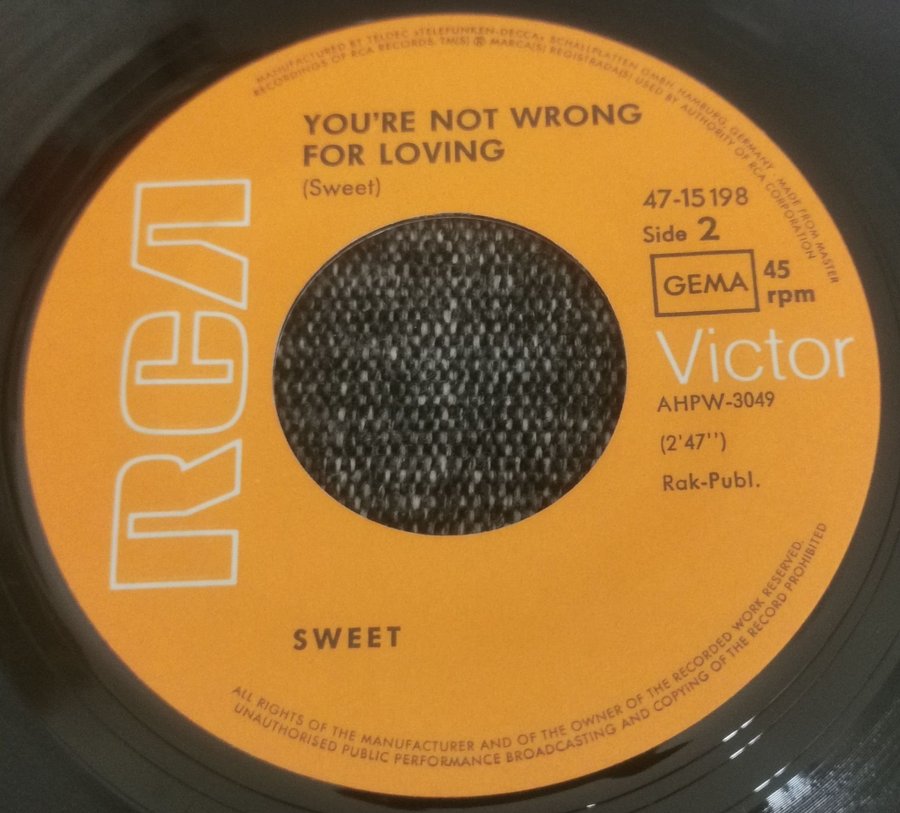 MANUFACTURED BY TELDEC »TELEFUNKEN-DECCA« SCHALLPLATTEN GMBH, HAMBURG, GERMANY · MADE FROM MASTER
RECORDINGS OF RCA RECORDS. TM(S) ® MARCA(S) REGISTRADA(S) USED BY AUTHORITY OF RCA CORPORATION
YOU'RE NOT WRONG
FOR LOVING
(Sweet)
RCA
47-15198
Side 2
GEMA 45
rpm
Victor
AHPW-3049
(2'47'')
Rak-Publ.
SWEET
ALL RIGHTS OF THE MANUFACTURER AND OF THE OWNER OF THE RECORDED WORK RESERVED.
UNAUTHORISED PUBLIC PERFORMANCE BROADCASTING AND COPYING OF THE RECORD PROHIBITED